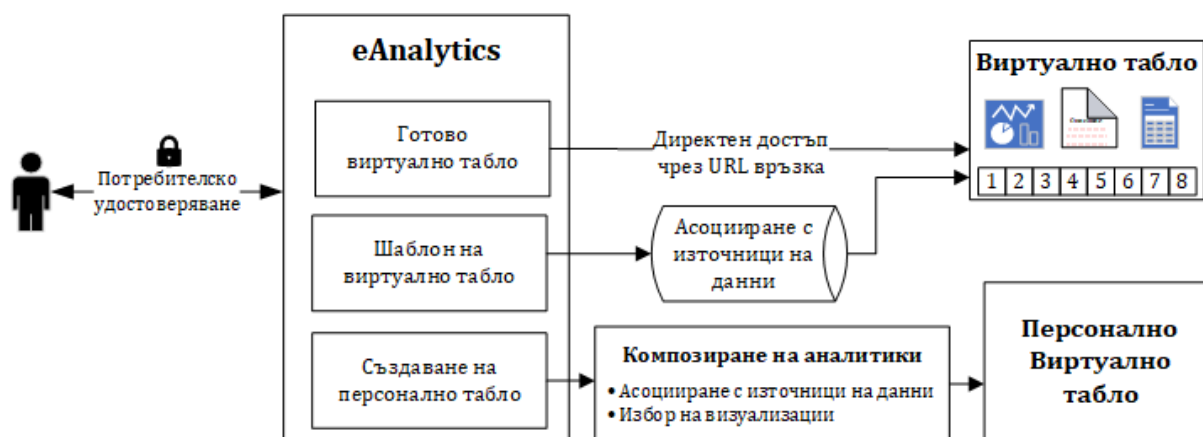 eAnalytics
Готово
виртуално табло
Шаблон на
виртуално табло
Създаване на
персонално табло
Потребителско
удостоверяване
Директен достъп
чрез URL връзка
Асоцииране с
източници на
данни
Композиране на аналитики
• Асоцииране с източници на данни
• Избор на визуализации
Виртуално табло
1 2 3 4 5 6 7 8
Персонално
Виртуално
табло